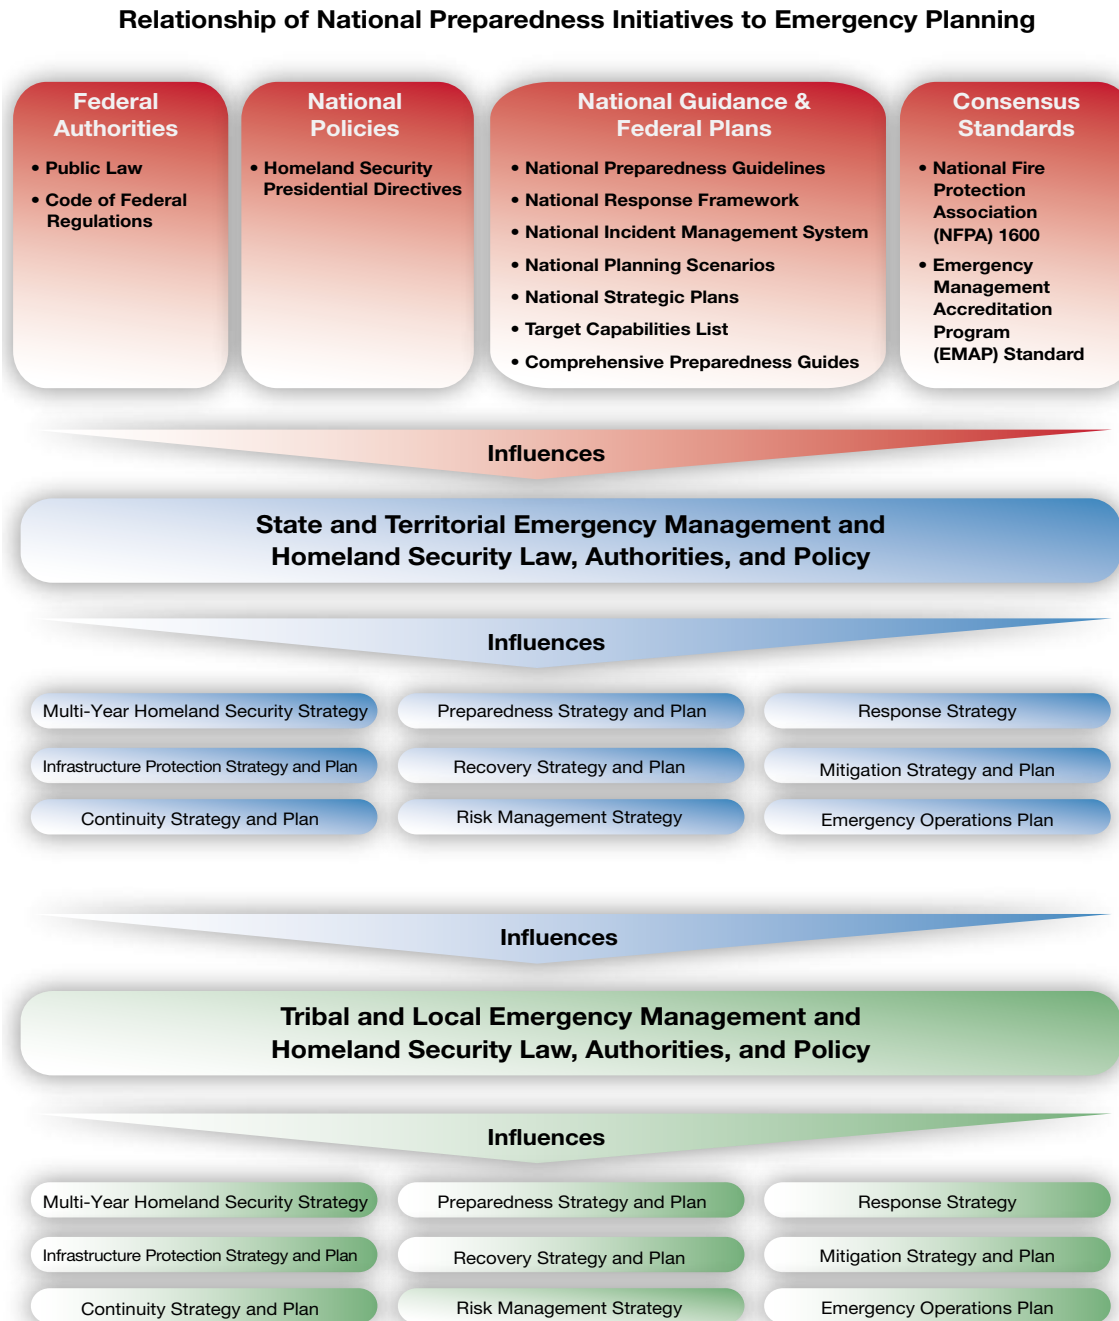 Relationship of National Preparedness Initiatives to Emergency Planning
Federal
Authorities
• Public Law
• Code of Federal
Regulations
National
Policies
• Homeland Security
Presidential Directives
National Guidance &
Federal Plans
• National Preparedness Guidelines
• National Response Framework
• National Incident Management System
• National Planning Scenarios
• National Strategic Plans
• Target Capabilities List
• Comprehensive Preparedness Guides
Consensus
Standards
• National Fire
Protection
Association
(NFPA) 1600
• Emergency
Management
Accreditation
Program
(EMAP) Standard
Influences
State and Territorial Emergency Management and
Homeland Security Law, Authorities, and Policy
Influences
Multi-Year Homeland Security Strategy
Preparedness Strategy and Plan
Response Strategy
Infrastructure Protection Strategy and Plan
Recovery Strategy and Plan
Mitigation Strategy and Plan
Continuity Strategy and Plan
Risk Management Strategy
Emergency Operations Plan
Influences
Tribal and Local Emergency Management and
Homeland Security Law, Authorities, and Policy
Influences
Multi-Year Homeland Security Strategy
Preparedness Strategy and Plan
Response Strategy
Infrastructure Protection Strategy and Plan
Recovery Strategy and Plan
Mitigation Strategy and Plan
Continuity Strategy and Plan
Risk Management Strategy
Emergency Operations Plan